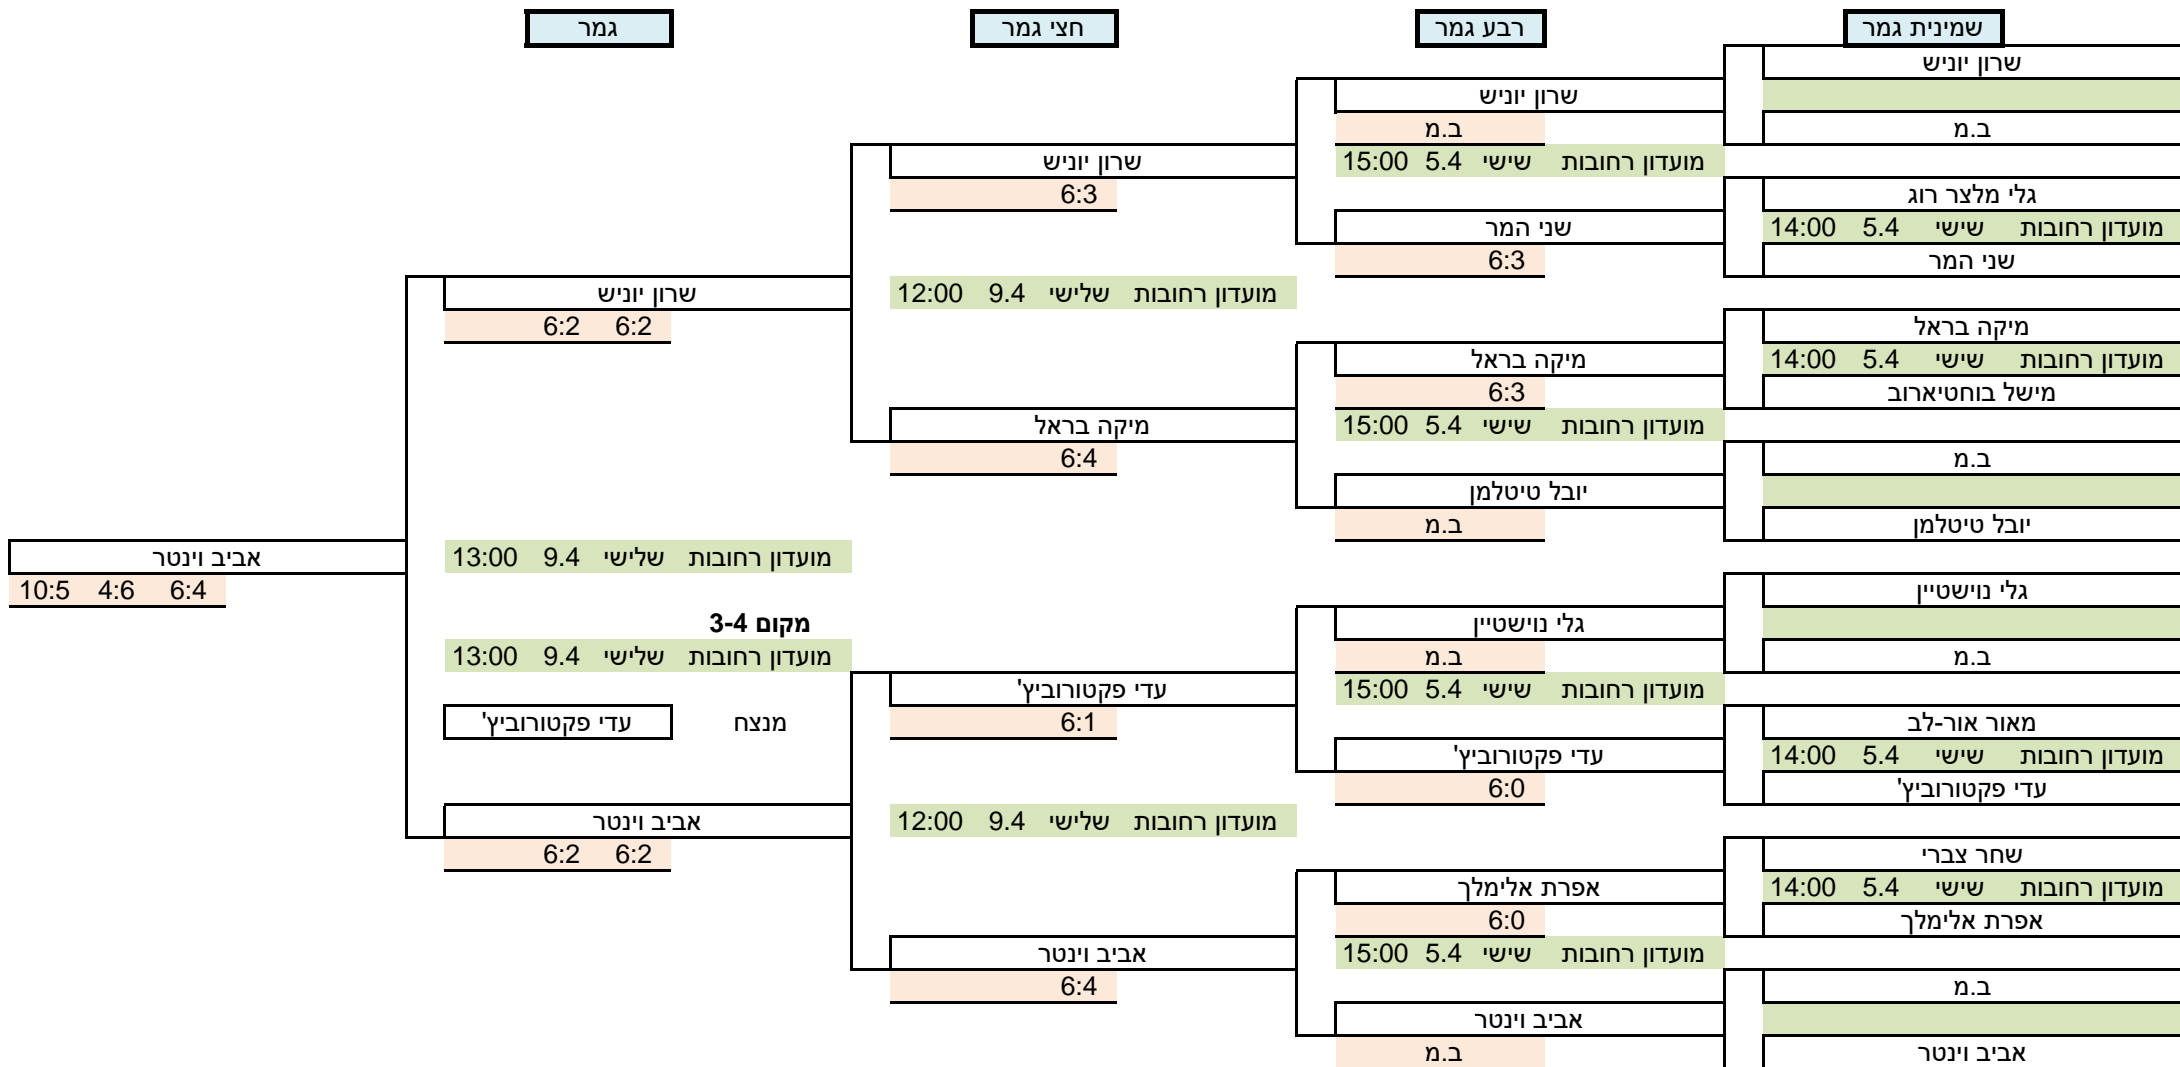 שמינית גמר רבע גמר חצי גמר גמר
שרון יוניש
שרון יוניש
ב.מ ב.מ
שרון יוניש מועדון רחובות שישי 5.4 15:00
גלי מלצר רוג 6:3
מועדון רחובות שישי 5.4 14:00 שני המר
שני המר 6:3
מועדון רחובות שלישי 9.4 12:00 שרון יוניש
מיקה בראל 6:2 6:2
מועדון רחובות שישי 5.4 14:00 מיקה בראל
מישל בוחטיארוב 6:3
מועדון רחובות שישי 5.4 15:00 מיקה בראל
ב.מ 6:4
יובל טיטלמן
יובל טיטלמן ב.מ
מועדון רחובות שלישי 9.4 13:00 אביב וינטר
גלי נוישטיין 6:4 4:6 10:5
גלי נוישטיין מקום 3-4
ב.מ ב.מ מועדון רחובות שלישי 9.4 13:00
מועדון רחובות שישי 5.4 15:00 עדי פקטורוביץ'
מאור אור-לב 6:1 מנצח עדי פקטורוביץ'
מועדון רחובות שישי 5.4 14:00 עדי פקטורוביץ'
עדי פקטורוביץ' 6:0
מועדון רחובות שלישי 9.4 12:00 אביב וינטר
שחר צברי 6:2 6:2
מועדון רחובות שישי 5.4 14:00 אפרת אלימלך
אפרת אלימלך 6:0
מועדון רחובות שישי 5.4 15:00 אביב וינטר
ב.מ 6:4
אביב וינטר
אביב וינטר ב.מ